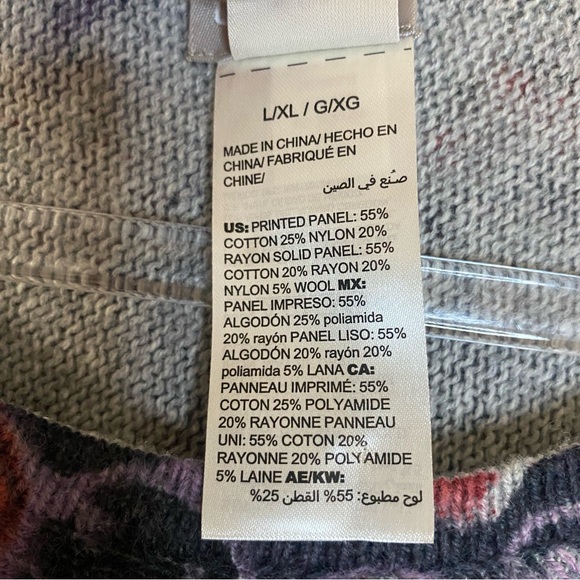 L/XL / G/XG
MADE IN CHINA/ HECHO EN
CHINA/ FABRIQUÉ EN
CHINE/
صُنع في الصين
US: PRINTED PANEL: 55%
COTTON 25% NYLON 20%
RAYON SOLID PANEL: 55%
COTTON 20% RAYON 20%
NYLON 5% WOOL MX:
PANEL IMPRESO: 55%
ALGODÓN 25% poliamida
20% rayón PANEL LISO: 55%
ALGODÓN 20% rayón 20%
poliamida 5% LANA CA:
PANNEAU IMPRIMÉ: 55%
COTON 25% POLYAMIDE
20% RAYONNE PANNEAU
UNI: 55% COTON 20%
RAYONNE 20% POLYAMIDE
5% LAINE AE/KW:
لوح مطبوع: 55% القطن 25%